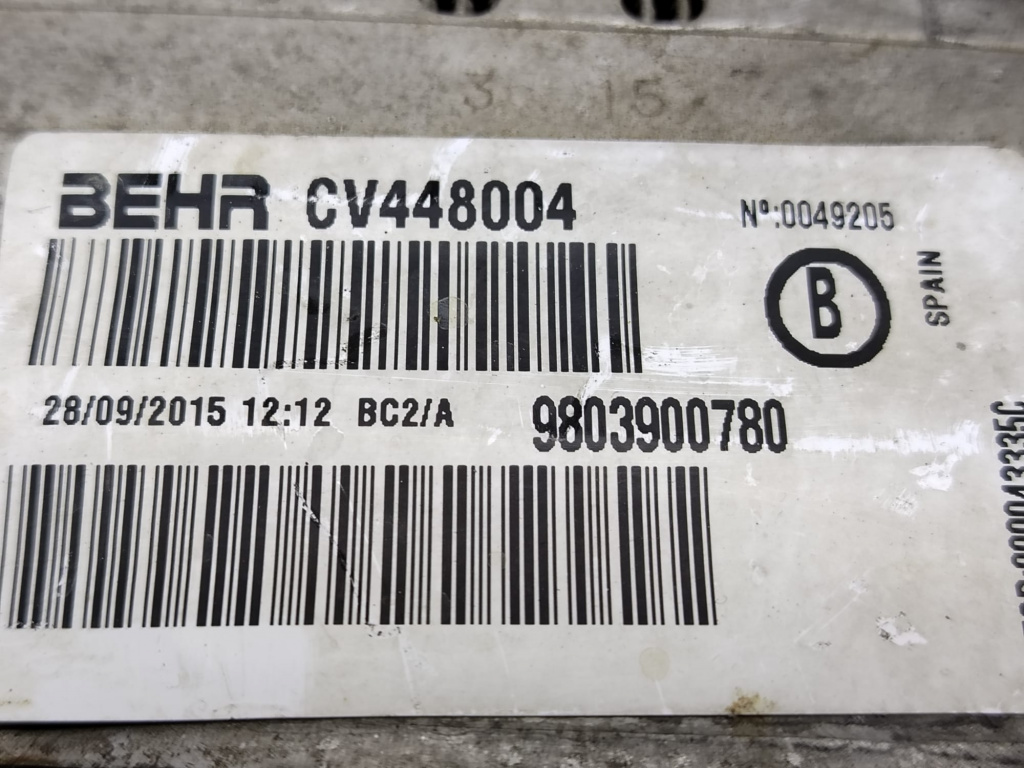 3 15
BEHR CV448004
Nº:0049205
B
SPAIN
28/09/2015 12:12 BC2/A
9803900780